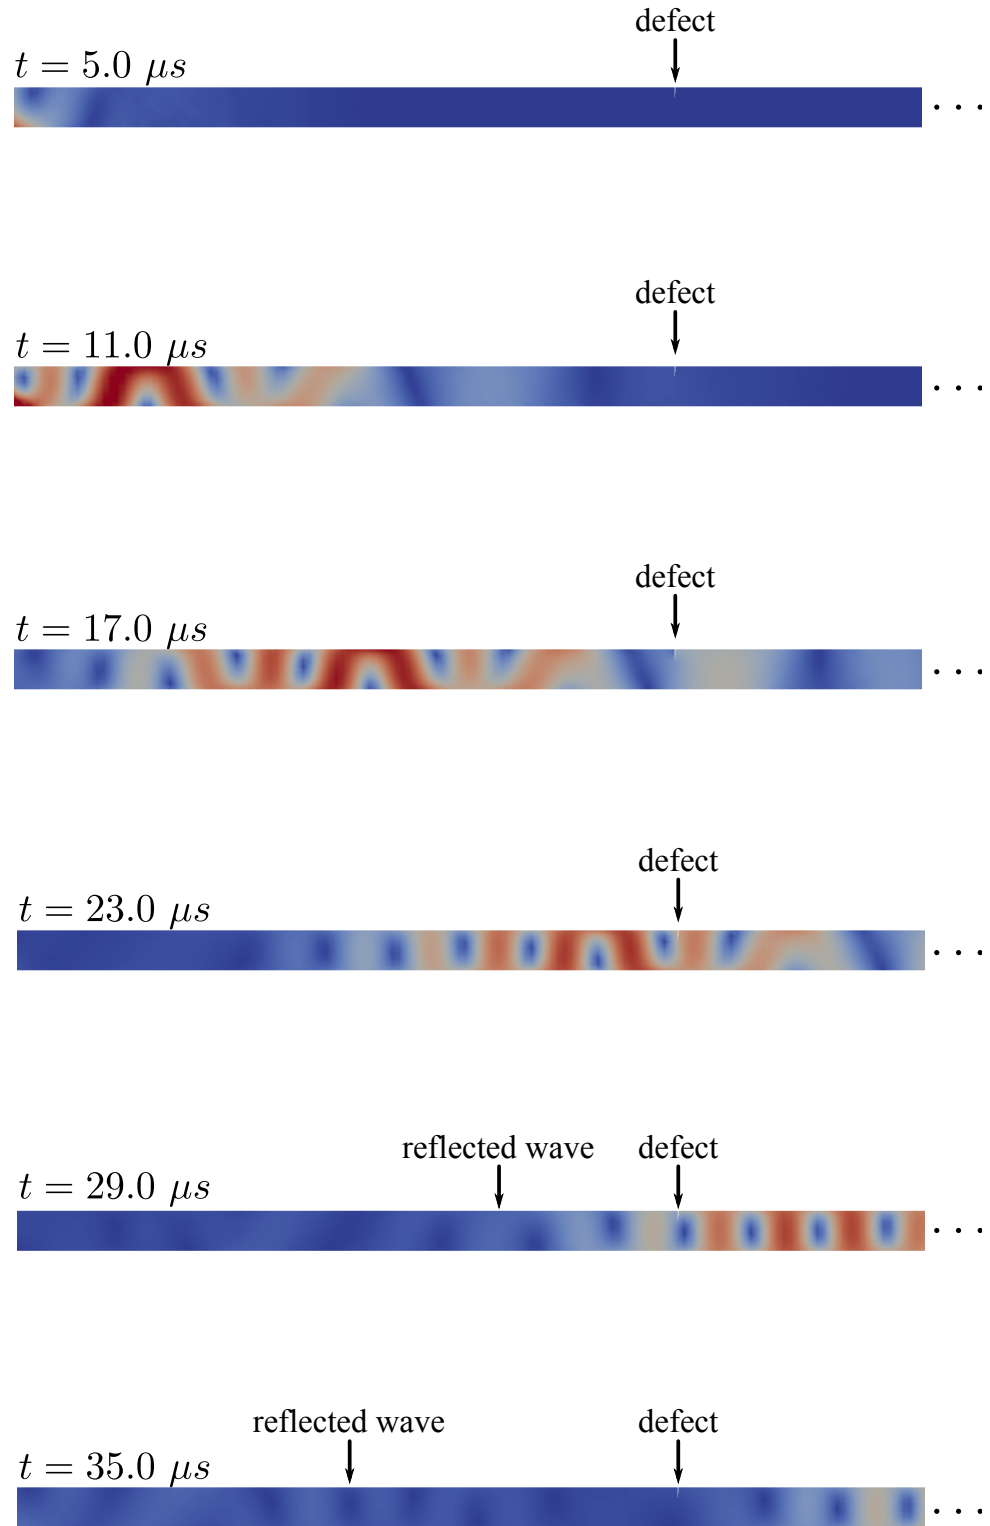 defect
t = 5.0 μs
. . .
defect
t = 11.0 μs
. . .
defect
t = 17.0 μs
. . .
defect
t = 23.0 μs
. . .
reflected wave defect
t = 29.0 μs
. . .
reflected wave defect
t = 35.0 μs
. . .